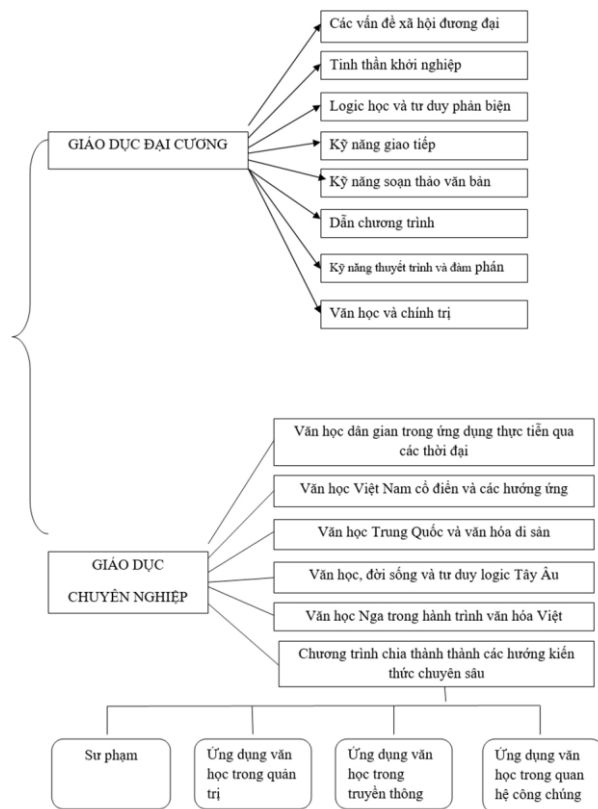 Các vấn đề xã hội đương đại
Tinh thần khởi nghiệp
Logic học và tư duy phản biện
GIÁO DỤC ĐẠI CƯƠNG
Kỹ năng giao tiếp
Kỹ năng soạn thảo văn bản
Dẫn chương trình
Kỹ năng thuyết trình và đàm phán
Văn học và chính trị
Văn học dân gian trong ứng dụng thực tiễn qua
các thời đại
Văn học Việt Nam cổ điển và các hướng ứng
Văn học Trung Quốc và văn hóa di sản
GIÁO DỤC
CHUYÊN NGHIỆP
Văn học, đời sống và tư duy logic Tây Âu
Văn học Nga trong hành trình văn hóa Việt
Chương trình chia thành thành các hướng kiến
thức chuyên sâu
Sư phạm
Ứng dụng văn
học trong quản
trị
Ứng dụng văn
học trong
truyền thông
Ứng dụng văn
học trong quan
hệ công chúng